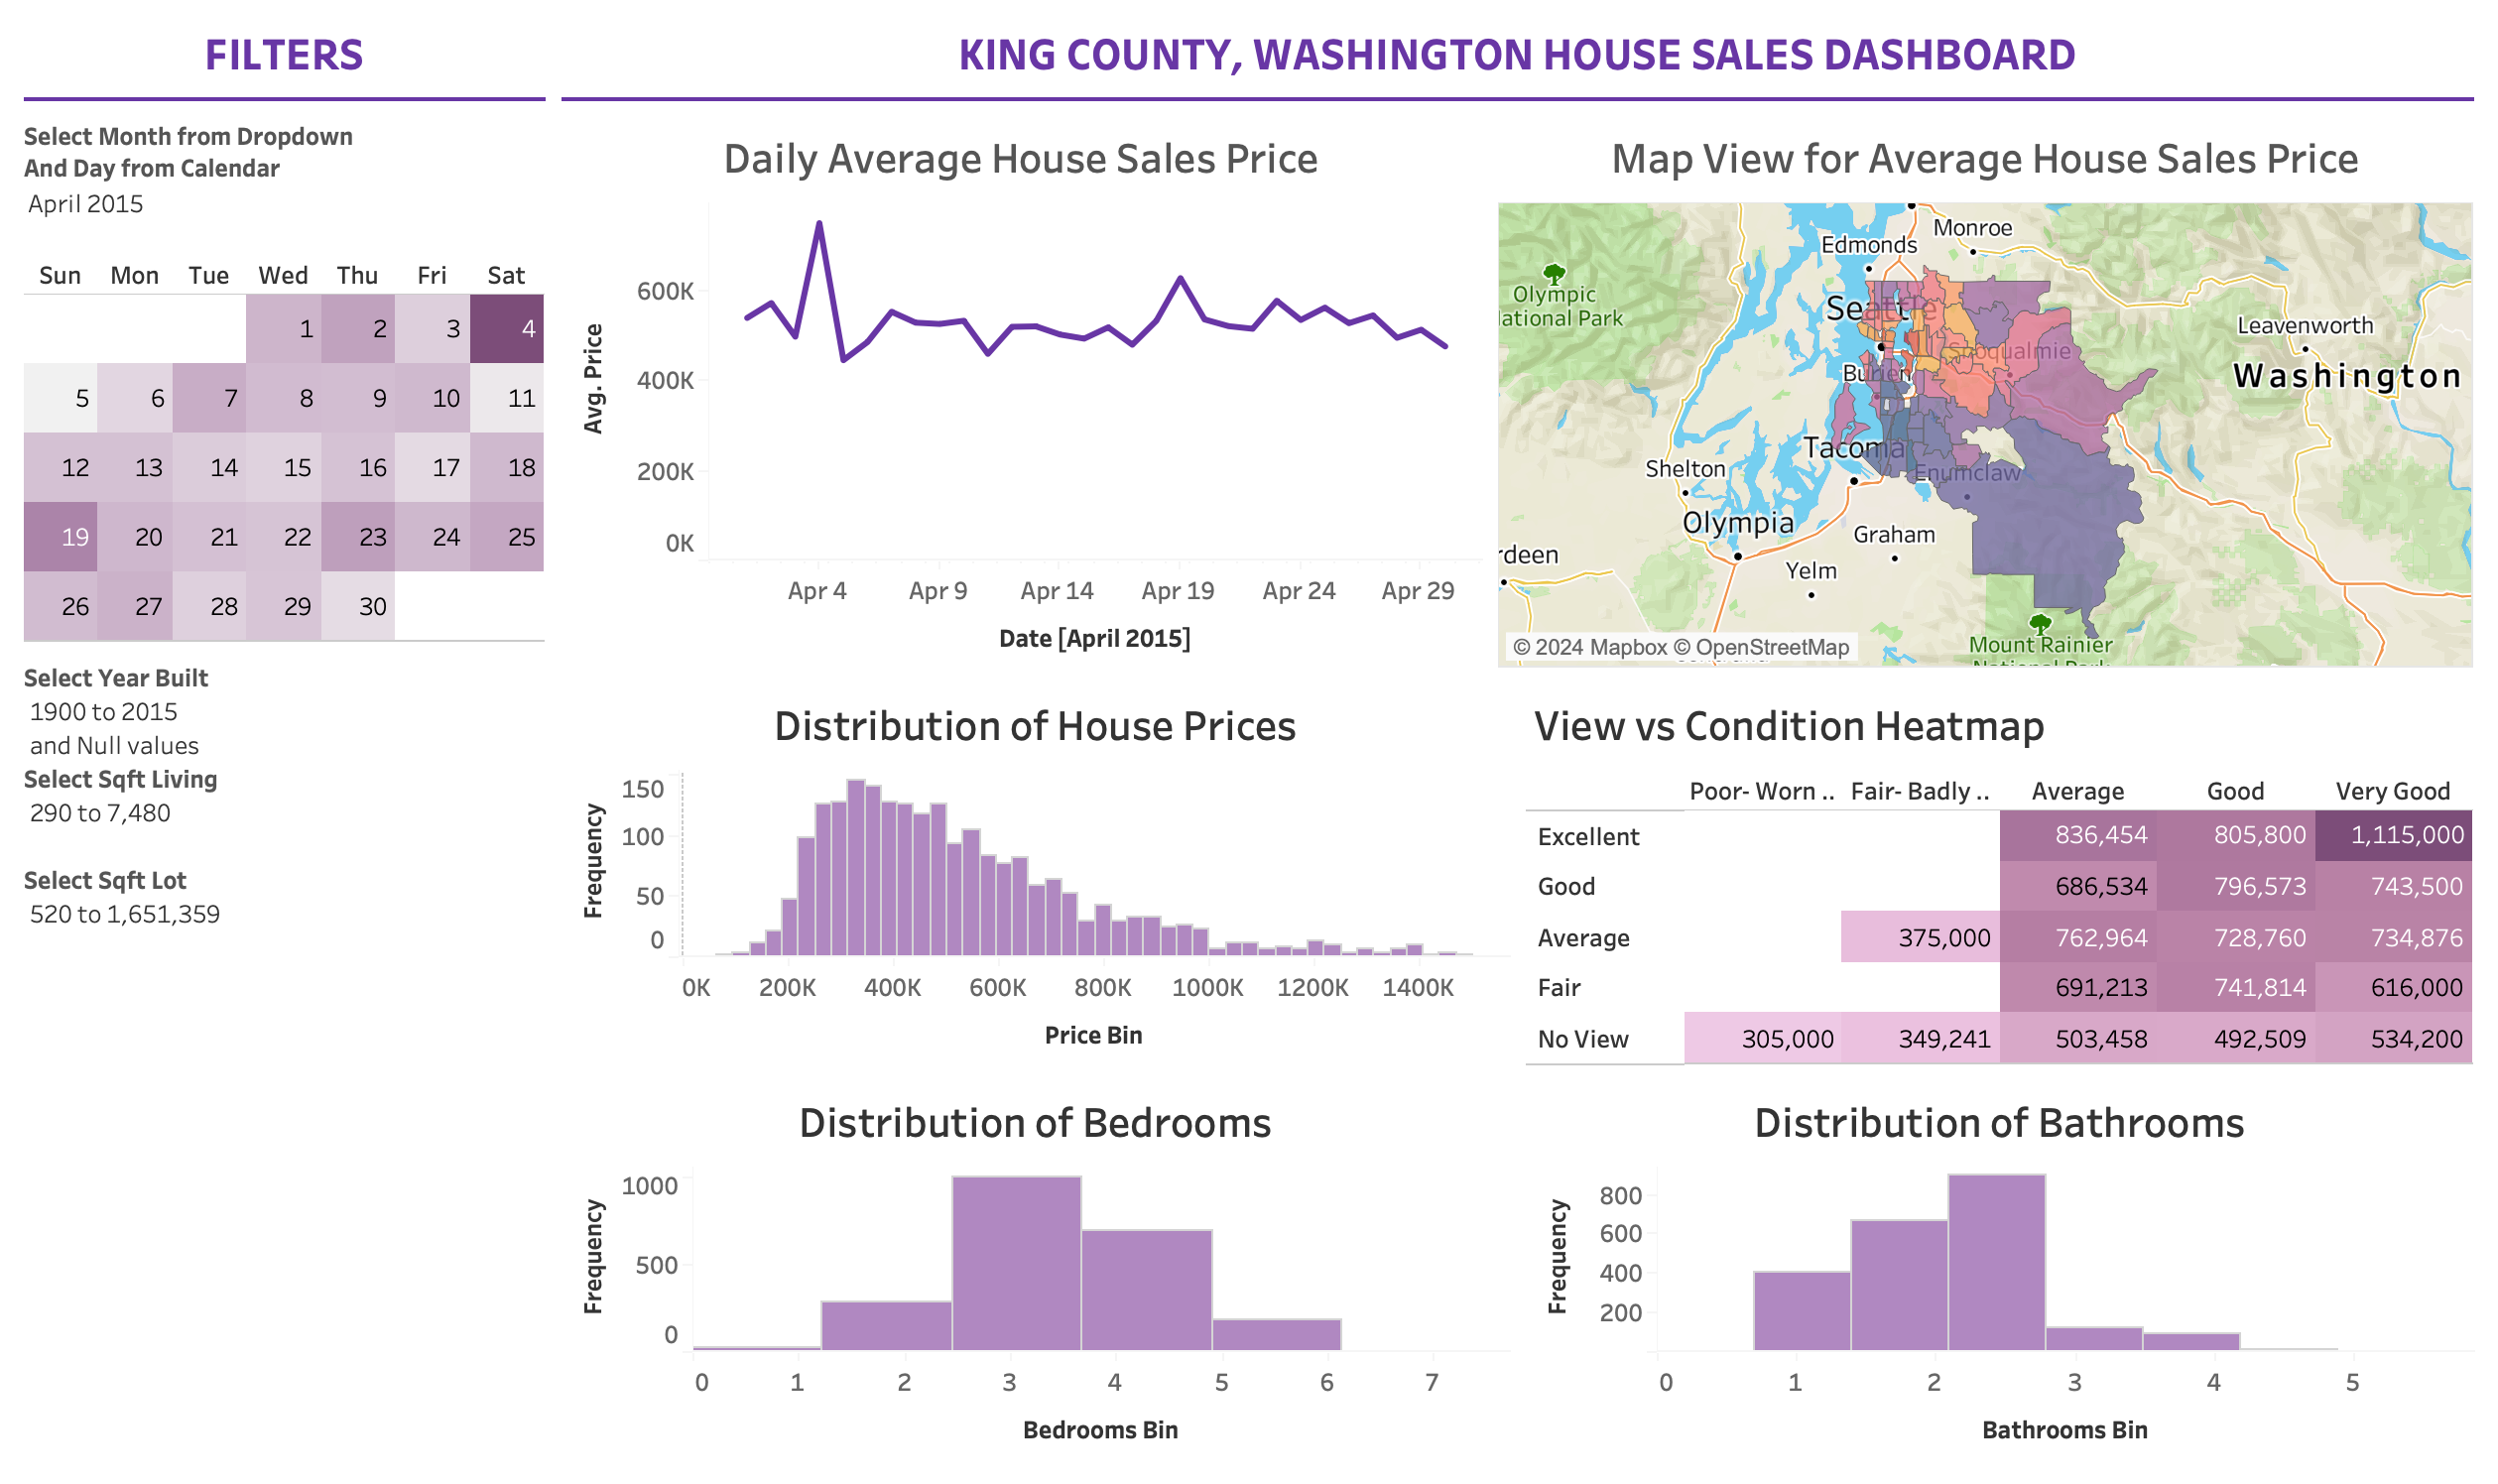 FILTERS
KING COUNTY, WASHINGTON HOUSE SALES DASHBOARD
Select Month from Dropdown
And Day from Calendar
April 2015
Sun Mon Tue Wed Thu Fri Sat
1 2 3 4
5 6 7 8 9 10 11
12 13 14 15 16 17 18
19 20 21 22 23 24 25
26 27 28 29 30
Select Year Built
1900 to 2015
and Null values
Select Sqft Living
290 to 7,480
Select Sqft Lot
520 to 1,651,359
Daily Average House Sales Price
Avg. Price
600K
400K
200K
0K
Apr 4 Apr 9 Apr 14 Apr 19 Apr 24 Apr 29
Date [April 2015]
Map View for Average House Sales Price
Monroe
Edmonds
Olympic
National Park
Seattle
Leavenworth
Snoqualmie
Washington
Burien
Tacoma
Shelton
Enumclaw
Olympia
Graham
rdeen
Yelm
Mount Rainier
National Park
© 2024 Mapbox © OpenStreetMap
Distribution of House Prices
Frequency
150
100
50
0
0K 200K 400K 600K 800K 1000K 1200K 1400K
Price Bin
View vs Condition Heatmap
Poor- Worn .. Fair- Badly .. Average Good Very Good
Excellent 836,454 805,800 1,115,000
Good 686,534 796,573 743,500
Average 375,000 762,964 728,760 734,876
Fair 691,213 741,814 616,000
No View 305,000 349,241 503,458 492,509 534,200
Distribution of Bedrooms
Frequency
1000
500
0
0 1 2 3 4 5 6 7
Bedrooms Bin
Distribution of Bathrooms
Frequency
800
600
400
200
0 1 2 3 4 5
Bathrooms Bin